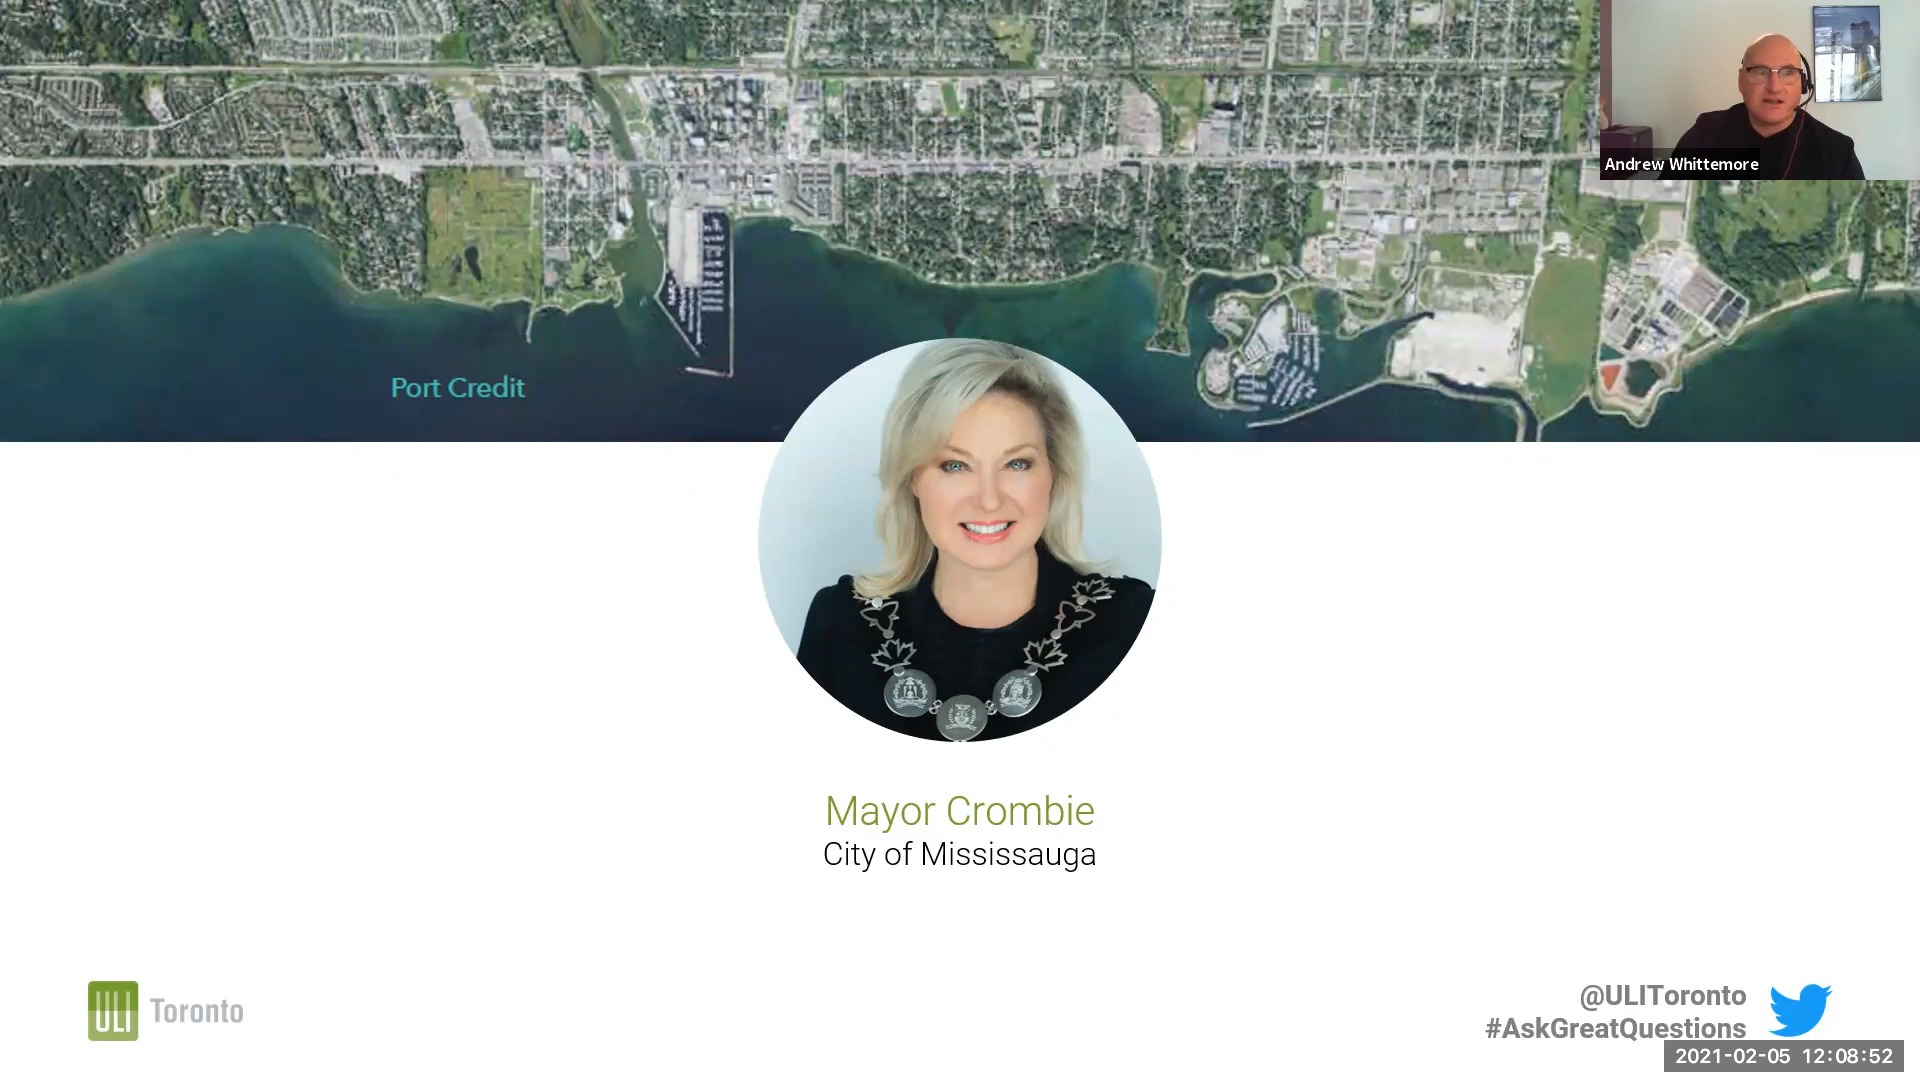 Andrew Whittemore
Port Credit
Mayor Crombie
City of Mississauga
ULI Toronto
@ULIToronto
#AskGreatQuestions
2021-02-05 12:08:52